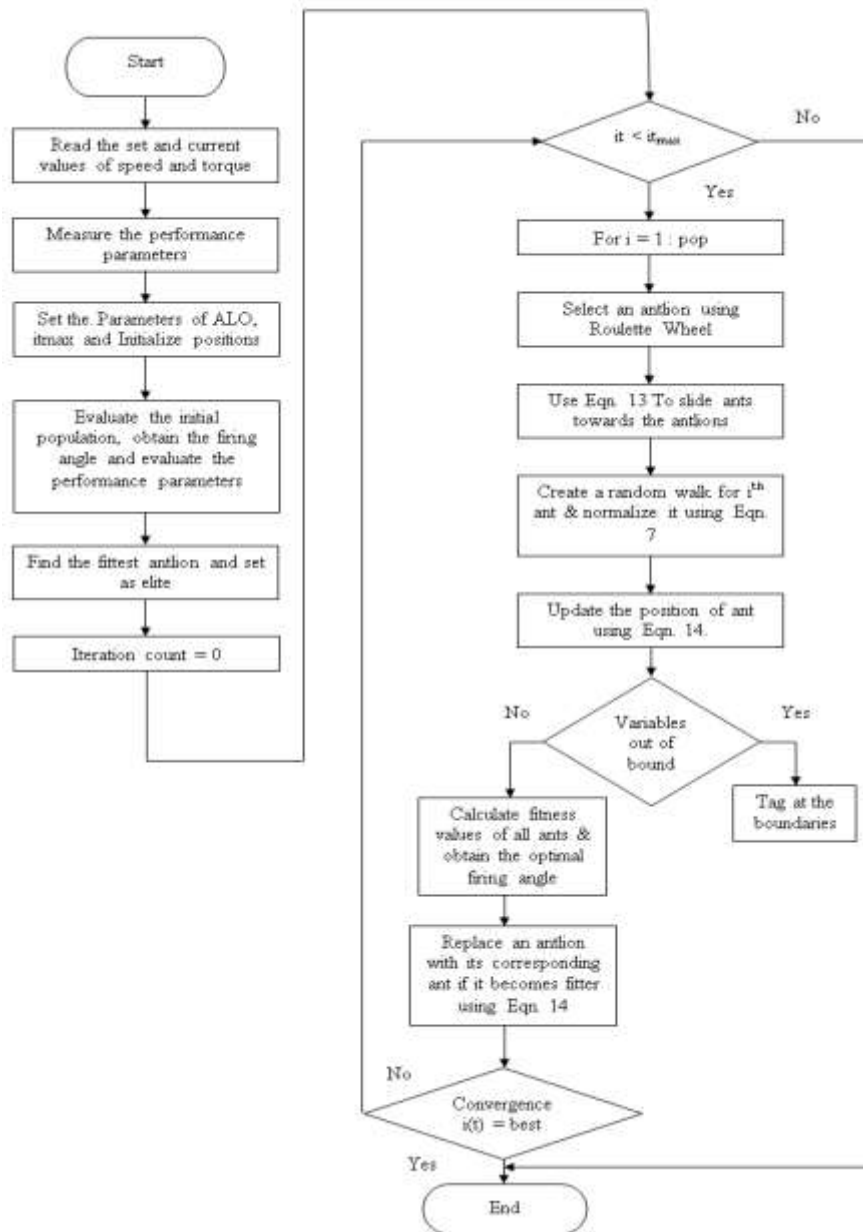 Start
Read the set and current
values of speed and torque
Measure the performance
parameters
Set the. Parameters of ALO,
itmax and Initialize positions
Evaluate the initial
population, obtain the firing
angle and evaluate the
performance parameters
Find the fittest antlion and set
as elite
Iteration count = 0
it < itmax
No
Yes
For i = 1 : pop
Select an antlion using
Roulette Wheel
Use Eqn. 13 To slide ants
towards the antlions
Create a random walk for ith
ant & normalize it using Eqn.
7
Update the position of ant
using Eqn. 14.
No
Variables
out of
bound
Yes
Tag at the
boundaries
Calculate fitness
values of all ants &
obtain the optimal
firing angle
Replace an antlion
with its corresponding
ant if it becomes fitter
using Eqn. 14
No
Convergence
i(t) = best
Yes
End